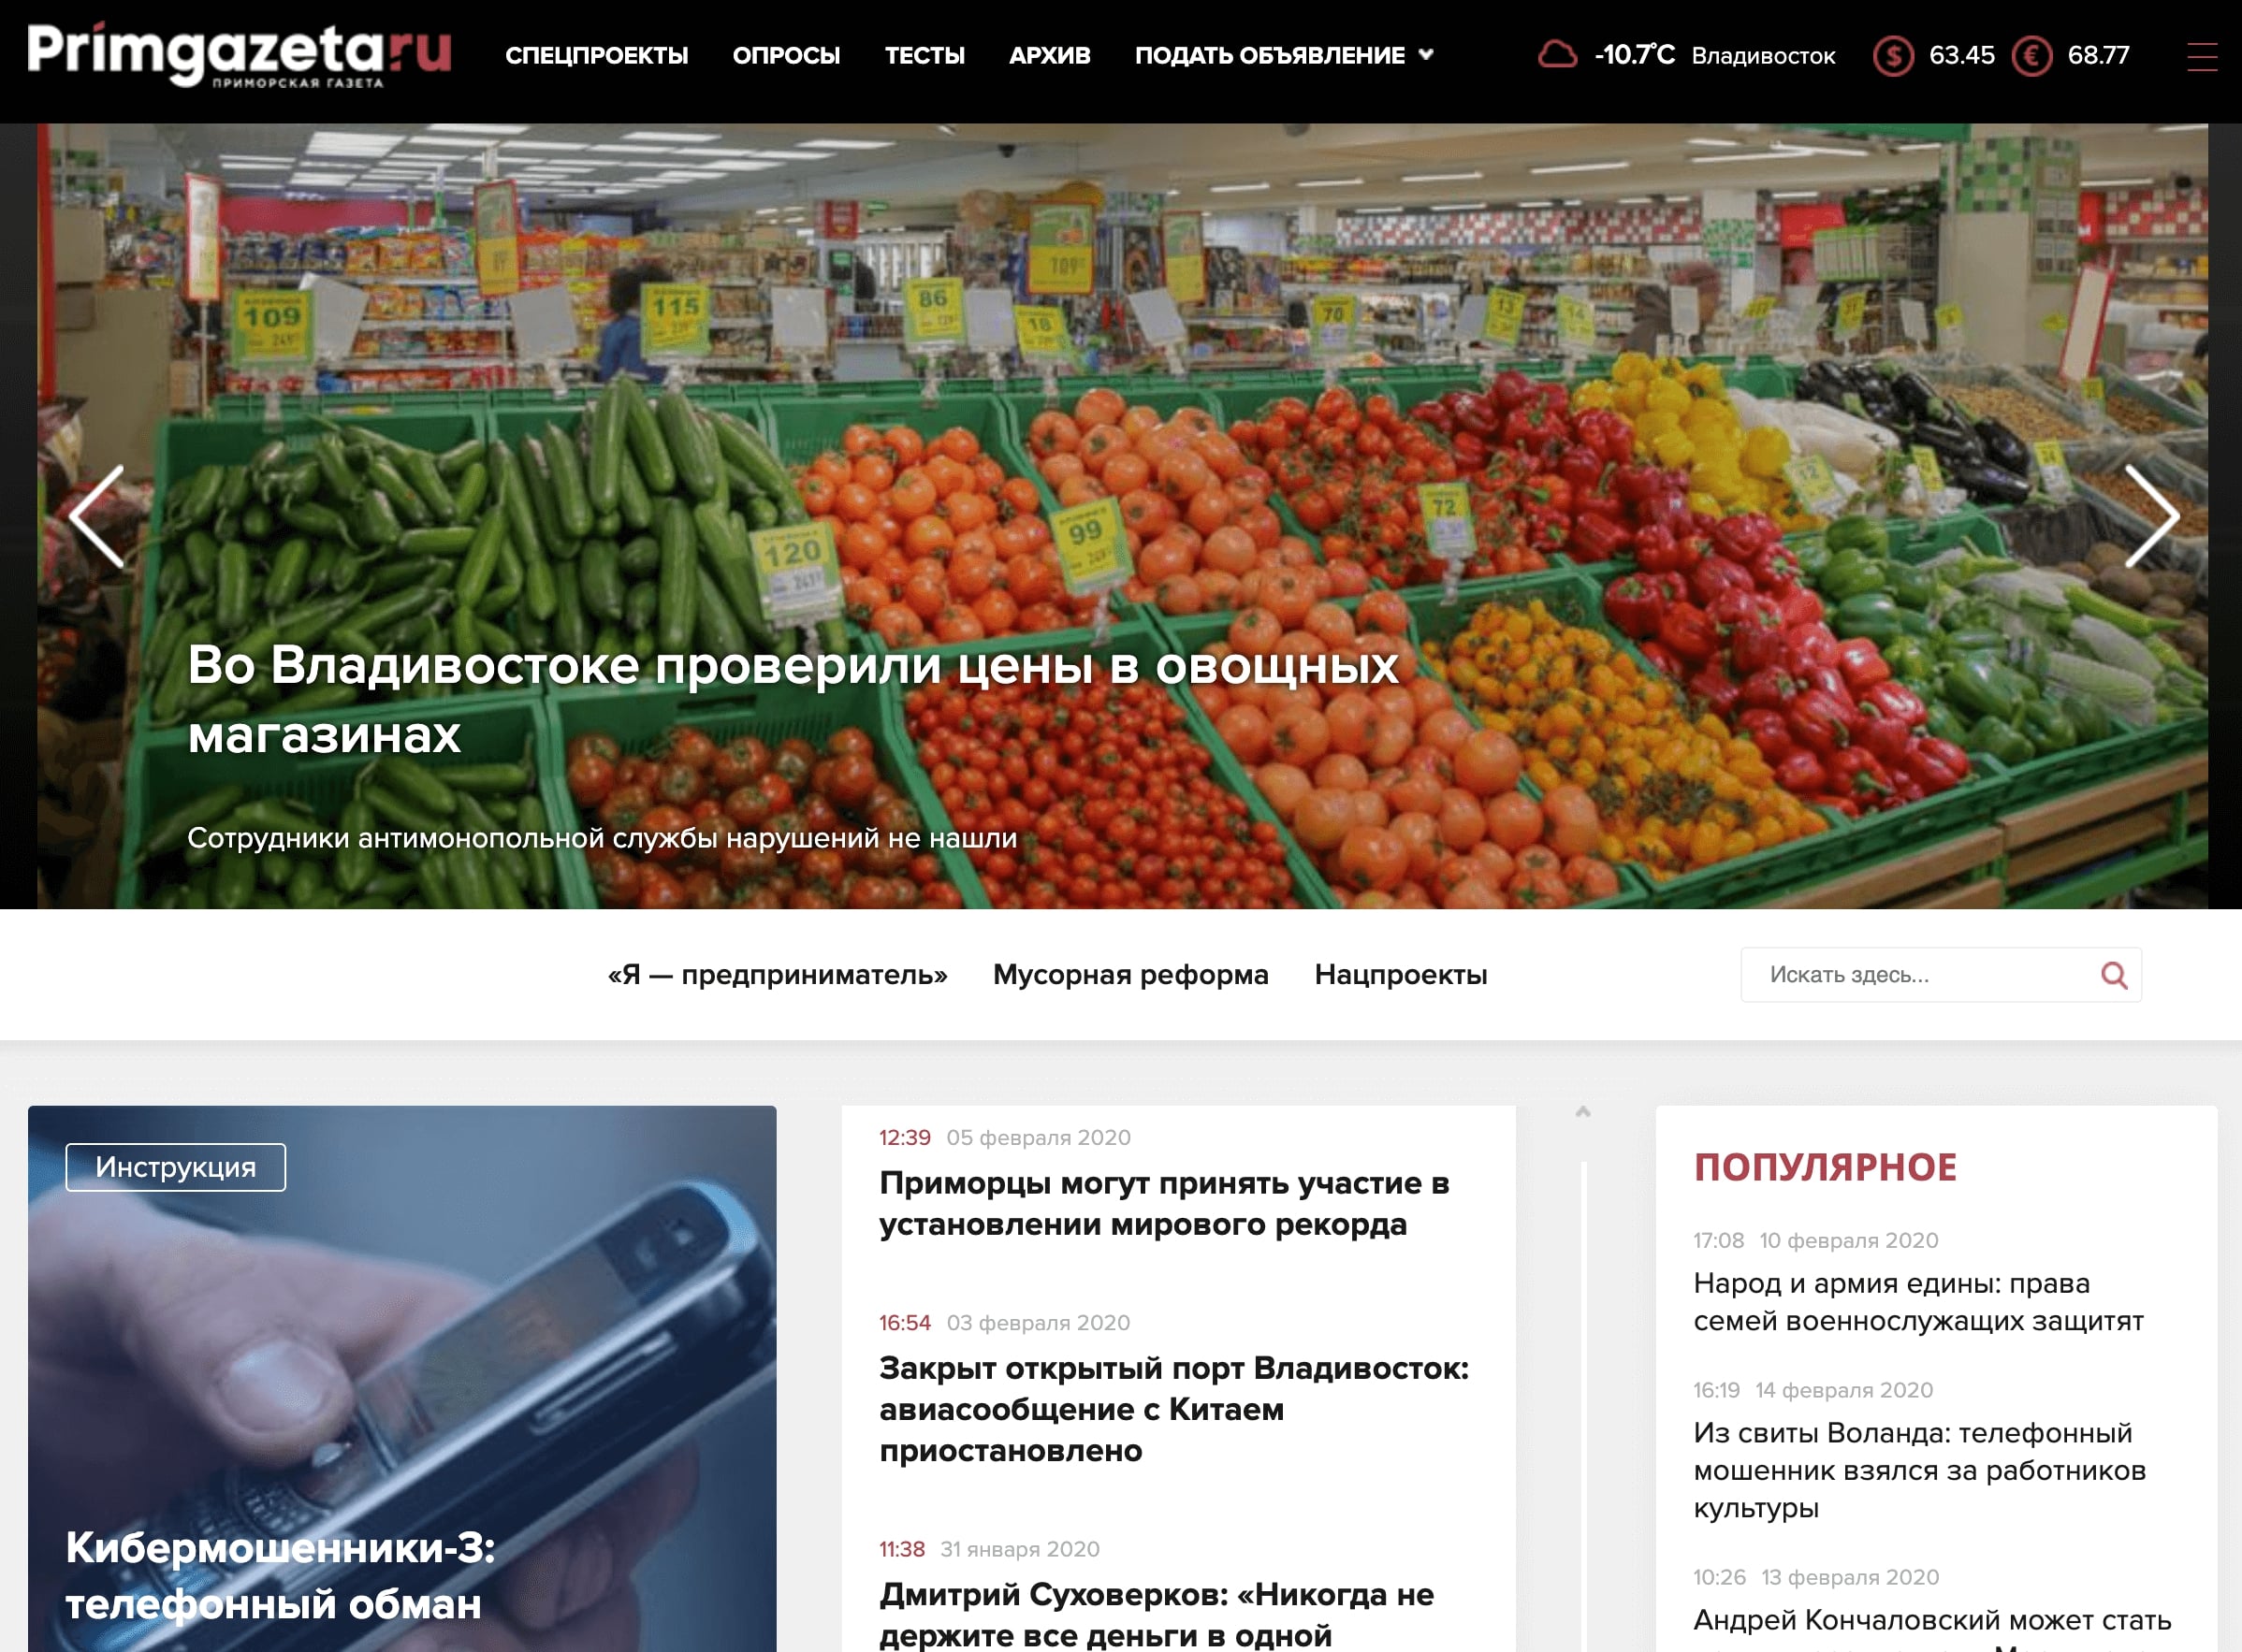 Primgazeta.ru
ПРИМОРСКАЯ ГАЗЕТА
СПЕЦПРОЕКТЫ ОПРОСЫ ТЕСТЫ АРХИВ ПОДАТЬ ОБЪЯВЛЕНИЕ
-10.7°C Владивосток $ 63.45 € 68.77
109
115
86
18
109
70
13
14
120
99
72
12
Во Владивостоке проверили цены в овощных
магазинах
Сотрудники антимонопольной службы нарушений не нашли
«Я — предприниматель» Мусорная реформа Нацпроекты
Искать здесь...
Инструкция
Кибермошенники-3:
телефонный обман
12:39 05 февраля 2020
Приморцы могут принять участие в
установлении мирового рекорда
16:54 03 февраля 2020
Закрыт открытый порт Владивосток:
авиасообщение с Китаем
приостановлено
11:38 31 января 2020
Дмитрий Суховерков: «Никогда не
держите все деньги в одной
ПОПУЛЯРНОЕ
17:08 10 февраля 2020
Народ и армия едины: права
семей военнослужащих защитят
16:19 14 февраля 2020
Из свиты Воланда: телефонный
мошенник взялся за работников
культуры
10:26 13 февраля 2020
Андрей Кончаловский может стать